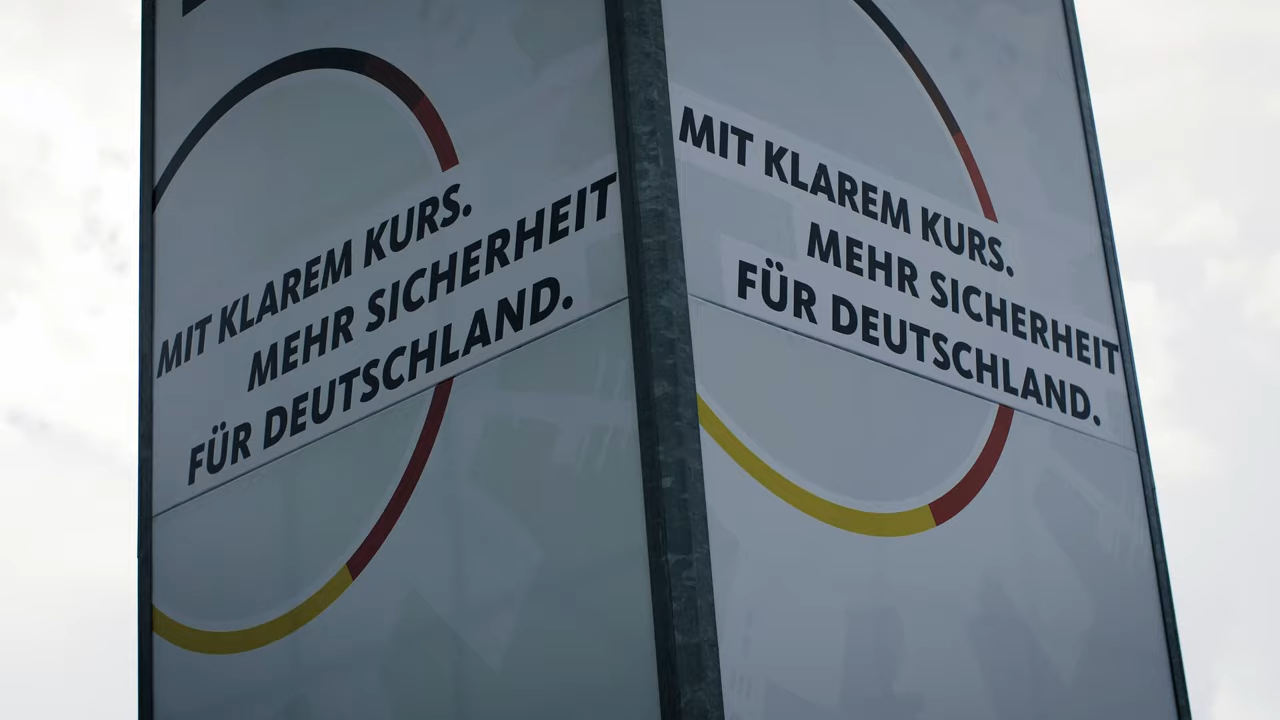 MIT KLAREM KURS.
MEHR SICHERHEIT
FÜR DEUTSCHLAND.
MIT KLAREM KURS.
MEHR SICHERHEIT
FÜR DEUTSCHLAND.